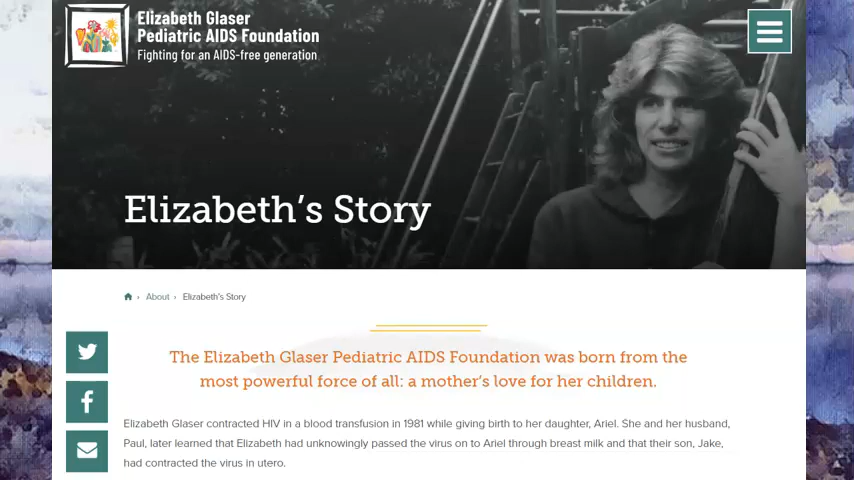 Elizabeth Glaser
Pediatric AIDS Foundation
Fighting for an AIDS-free generation
Elizabeth's Story
About › Elizabeth's Story
The Elizabeth Glaser Pediatric AIDS Foundation was born from the
most powerful force of all: a mother's love for her children.
Elizabeth Glaser contracted HIV in a blood transfusion in 1981 while giving birth to her daughter, Ariel. She and her husband,
Paul, later learned that Elizabeth had unknowingly passed the virus on to Ariel through breast milk and that their son, Jake,
had contracted the virus in utero.